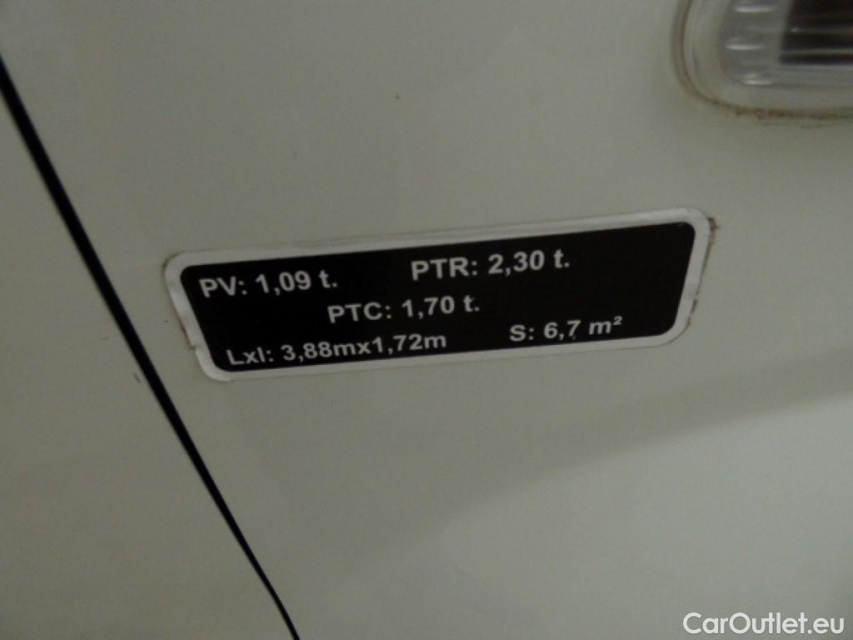 PV: 1,09 t. PTR: 2,30 t.
PTC: 1,70 t.
Lxl: 3,88mx1,72m S: 6,7 m²
CarOutlet.eu